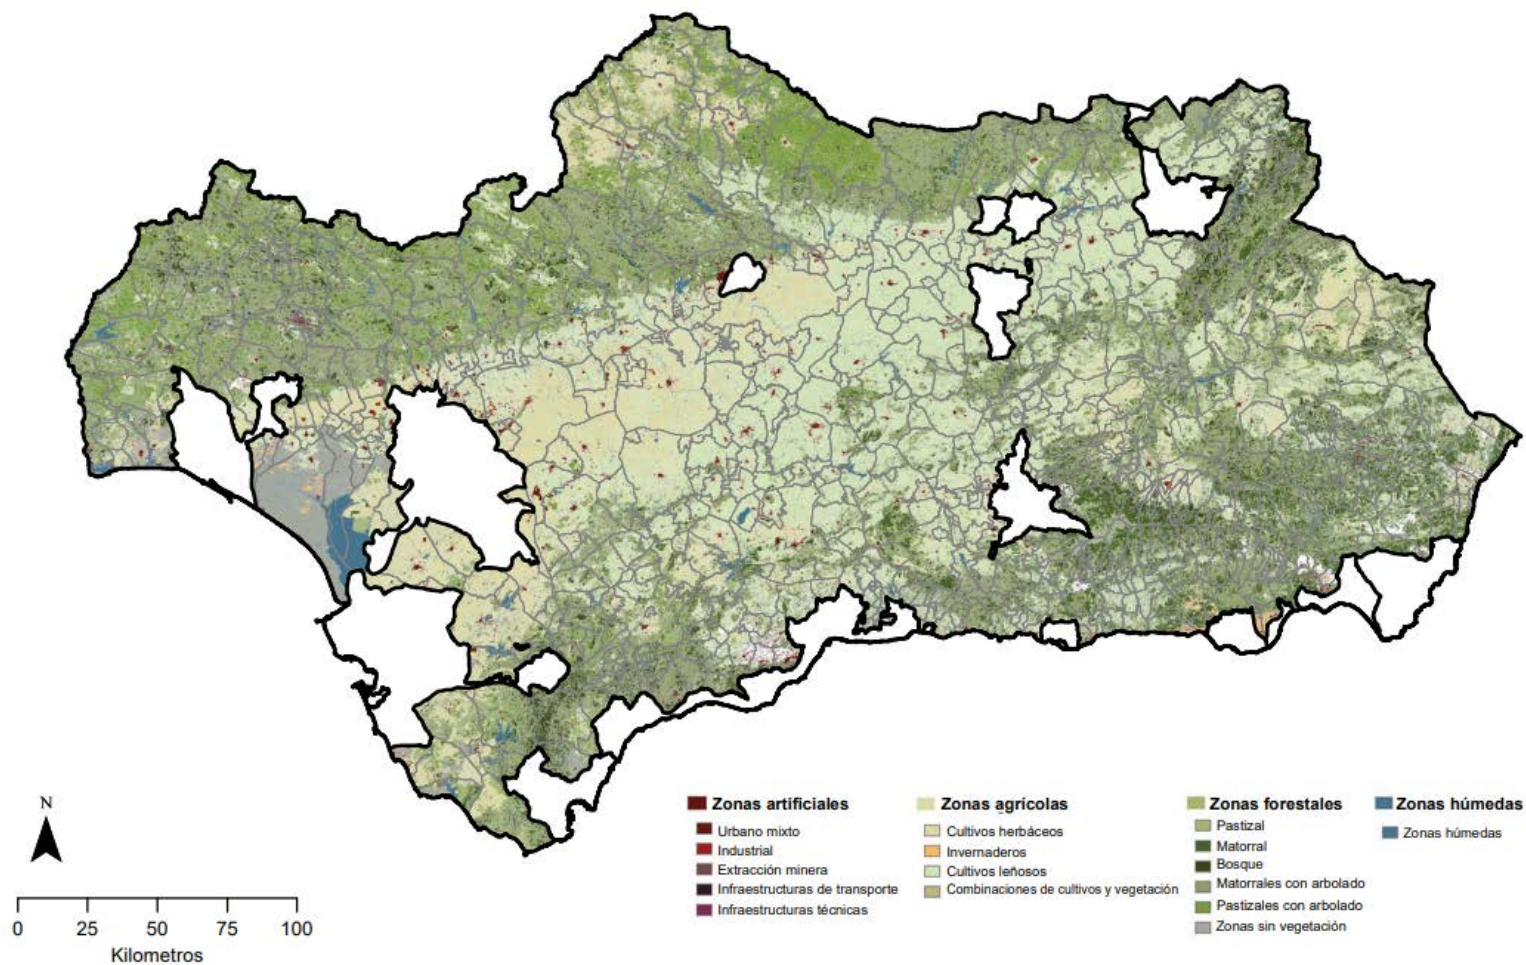 N
0 25 50 75 100
Kilometros
Zonas artificiales
Urbano mixto
Industrial
Extracción minera
Infraestructuras de transporte
Infraestructuras técnicas
Zonas agrícolas
Cultivos herbáceos
Invernaderos
Cultivos leñosos
Combinaciones de cultivos y vegetación
Zonas forestales
Pastizal
Matorral
Bosque
Matorrales con arbolado
Pastizales con arbolado
Zonas sin vegetación
Zonas húmedas
Zonas húmedas